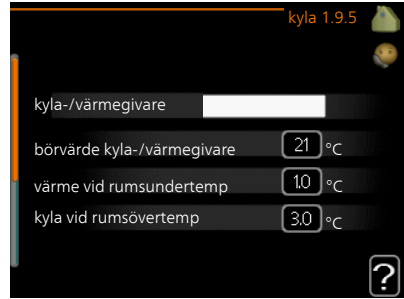 kyla 1.9.5
kyla-/värmegivare
börvärde kyla-/värmegivare 21 °C
värme vid rumsundertemp 1.0 °C
kyla vid rumsövertemp 3.0 °C
?